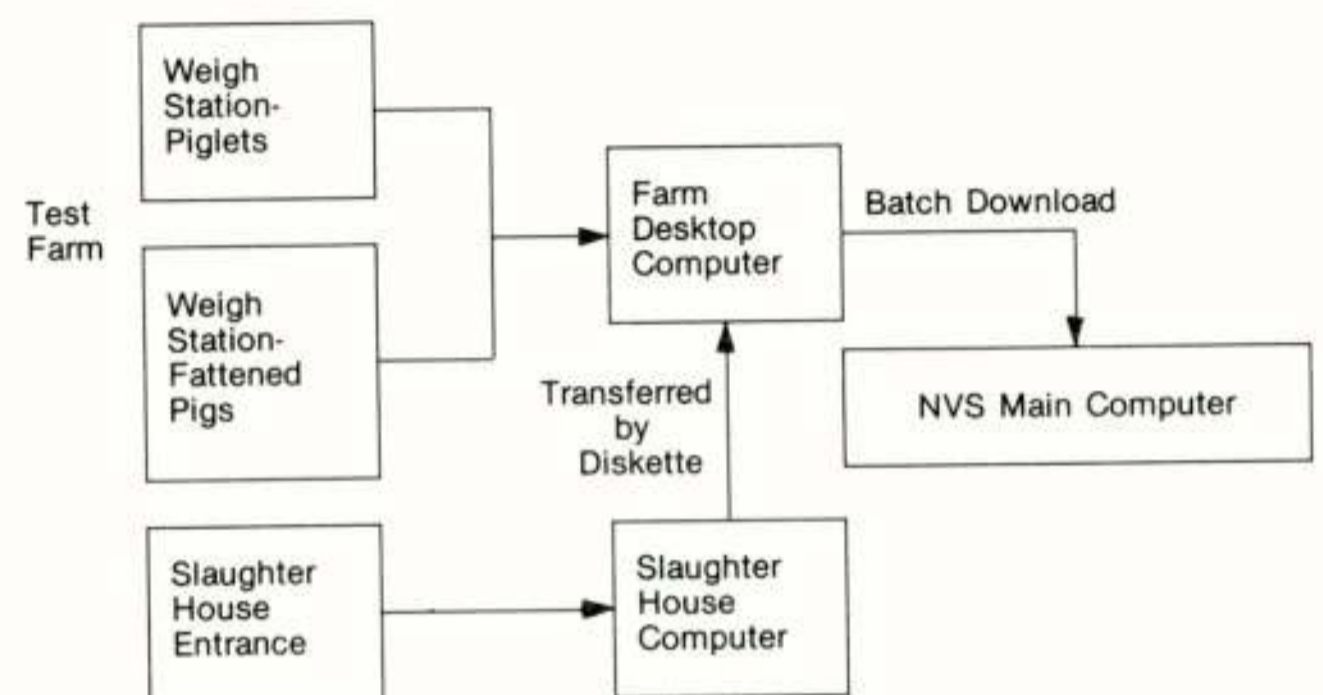 Weigh
Station-
Piglets
Test
Farm
Weigh
Station-
Fattened
Pigs
Farm
Desktop
Computer
Batch Download
NVS Main Computer
Transferred
by
Diskette
Slaughter
House
Entrance
Slaughter
House
Computer